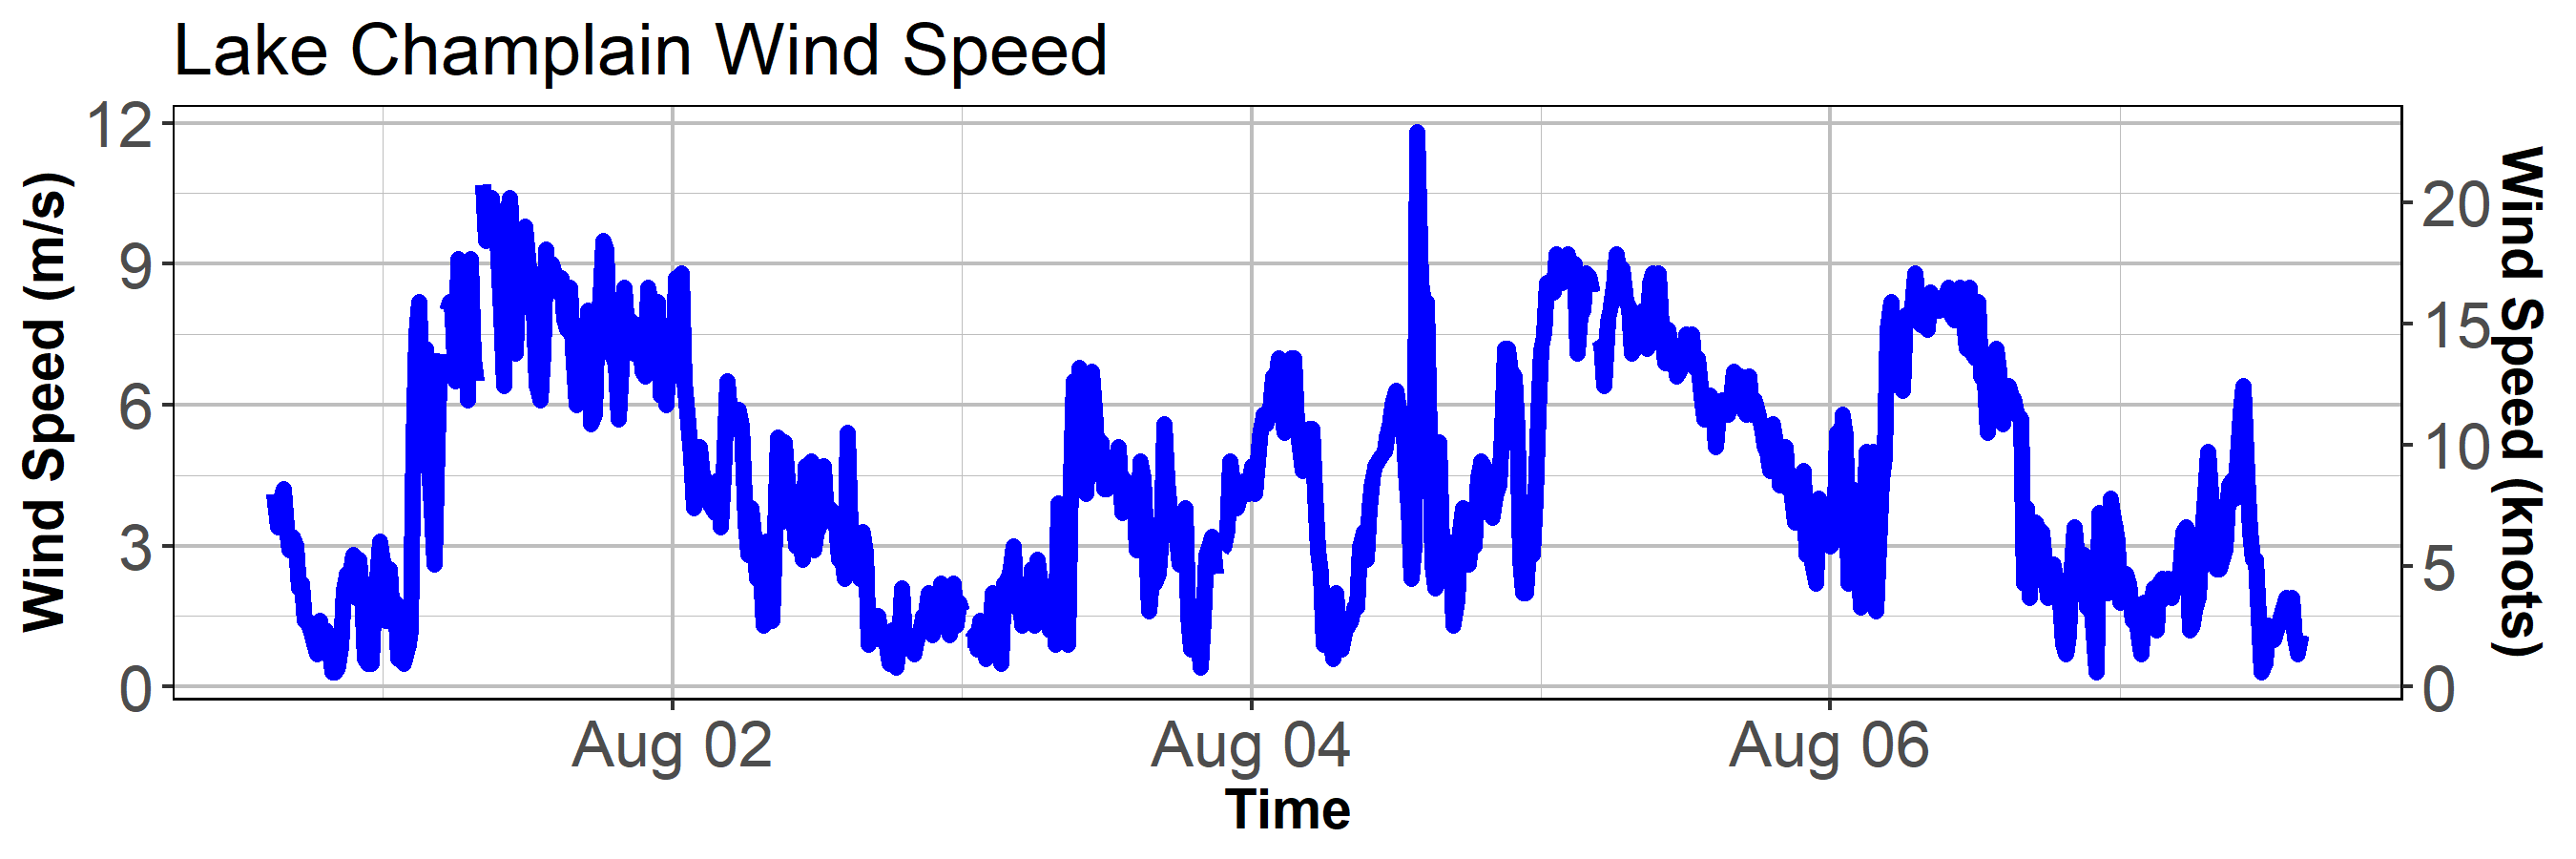 Lake Champlain Wind Speed
Wind Speed (m/s)
12
9
6
3
0
20
15
10
5
0
Wind Speed (knots)
Aug 02
Aug 04
Aug 06
Time